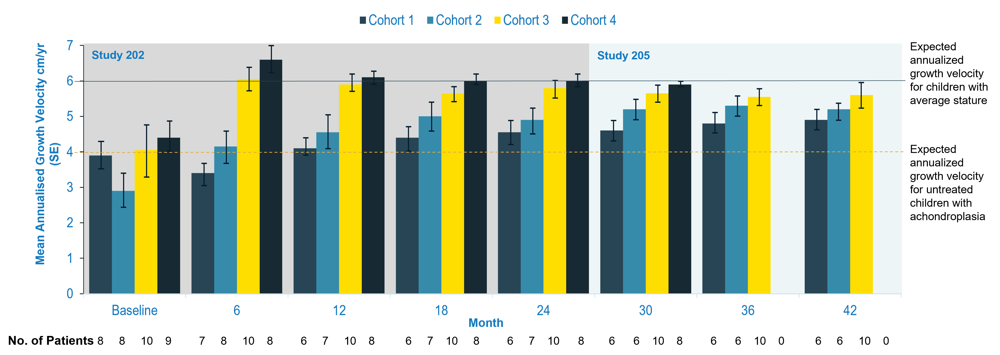 Cohort 1 Cohort 2 Cohort 3 Cohort 4
Mean Annualised Growth Velocity cm/yr
(SE)
7
6
5
4
3
2
1
0
Study 202
Study 205
Expected
annualized
growth velocity
for children with
average stature
Expected
annualized
growth velocity
for untreated
children with
achondroplasia
Baseline 6 12 18 24 30 36 42
Month
No. of Patients 8 8 10 9 7 8 10 8 6 7 10 8 6 7 10 8 6 7 10 8 6 6 10 8 6 6 10 0 6 6 10 0